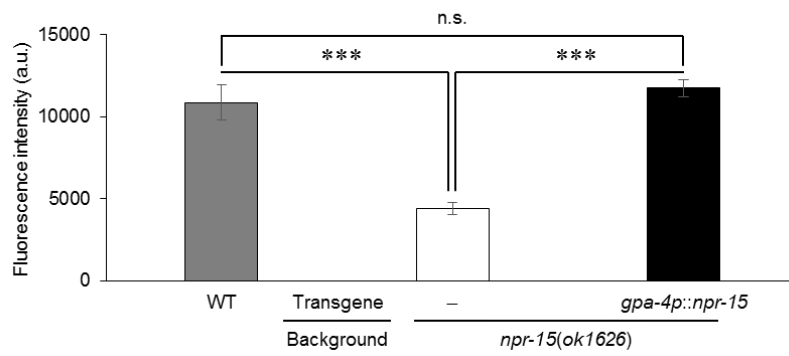 n.s.
15000
***
***
10000
5000
0
Fluorescence intensity (a.u.)
WT Transgene – gpa-4p::npr-15
Background npr-15(ok1626)